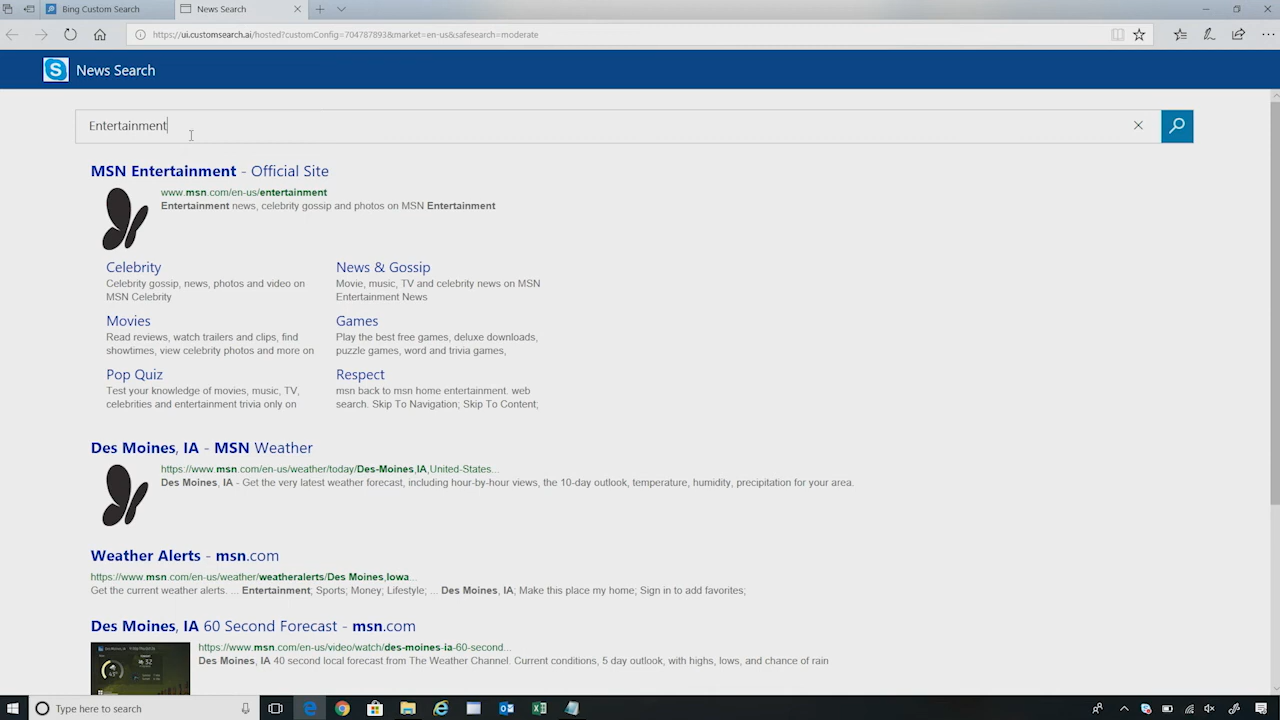 Bing Custom Search
News Search
https://ui.customsearch.ai/hosted?customConfig=704787893&market=en-us&safesearch=moderate
S News Search
Entertainment
MSN Entertainment - Official Site
www.msn.com/en-us/entertainment
Entertainment news, celebrity gossip and photos on MSN Entertainment
Celebrity
Celebrity gossip, news, photos and video on
MSN Celebrity
News & Gossip
Movie, music, TV and celebrity news on MSN
Entertainment News
Movies
Read reviews, watch trailers and clips, find
showtimes, view celebrity photos and more on
Games
Play the best free games, deluxe downloads,
puzzle games, word and trivia games,
Pop Quiz
Test your knowledge of movies, music, TV,
celebrities and entertainment trivia only on
Respect
msn back to msn home entertainment. web
search. Skip To Navigation; Skip To Content;
Des Moines, IA - MSN Weather
https://www.msn.com/en-us/weather/today/Des-Moines,IA,United-States...
Des Moines, IA - Get the very latest weather forecast, including hour-by-hour views, the 10-day outlook, temperature, humidity, precipitation for your area.
Weather Alerts - msn.com
https://www.msn.com/en-us/weather/weatheralerts/Des Moines,Iowa...
Get the current weather alerts. ... Entertainment; Sports; Money; Lifestyle; ... Des Moines, IA; Make this place my home; Sign in to add favorites;
Des Moines, IA 60 Second Forecast - msn.com
https://www.msn.com/en-us/video/watch/des-moines-ia-60-second...
Des Moines, IA 40 second local forecast from The Weather Channel. Current conditions, 5 day outlook, with highs, lows, and chance of rain
Type here to search